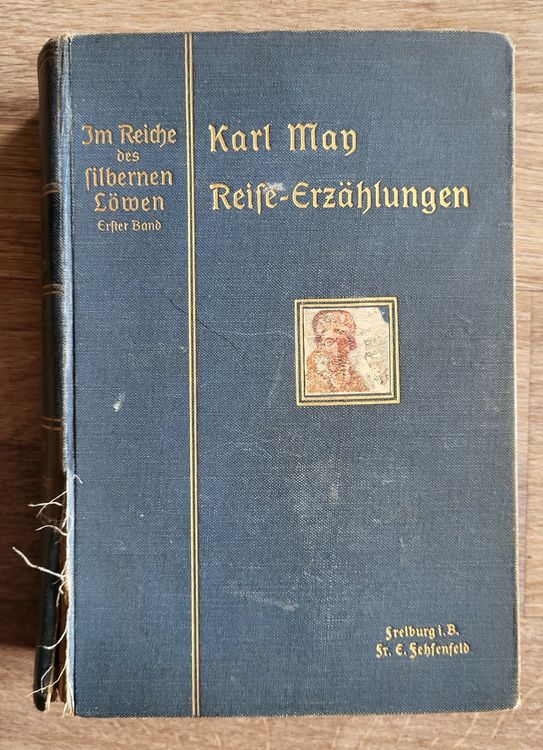 Im Reiche
des
silbernen
Löwen
Erster Band
Karl May
Reise-Erzählungen
Freiburg i. B.
Fr. E. Fehsenfeld